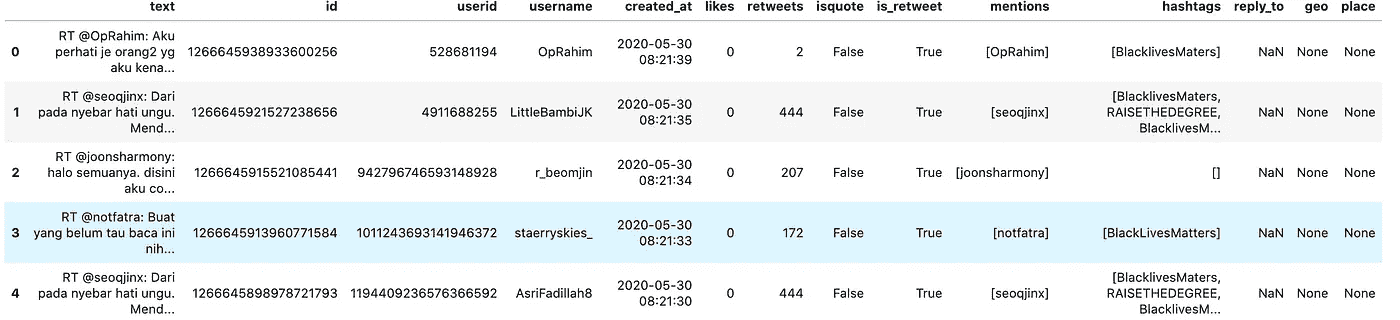 text id userid username created_at likes retweets isquote is_retweet mentions hashtags reply_to geo place
0 RT @OpRahim: Aku perhati je orang2 yg aku kena... 1266645938933600256 528681194 OpRahim 2020-05-30 08:21:39 0 2 False True [OpRahim] [BlacklivesMaters] NaN None None
1 RT @seoqjinx: Dari pada nyebar hati ungu. Mend... 1266645921527238656 4911688255 LittleBambiJK 2020-05-30 08:21:35 0 444 False True [seoqjinx] [BlacklivesMaters, RAISETHEDEGREE, BlacklivesM... NaN None None
2 RT @joonsharmony: halo semuanya. disini aku co... 1266645915521085441 942796746593148928 r_beomjin 2020-05-30 08:21:34 0 207 False True [joonsharmony] [] NaN None None
3 RT @notfatra: Buat yang belum tau baca ini nih... 1266645913960771584 1011243693141946372 staerryskies_ 2020-05-30 08:21:33 0 172 False True [notfatra] [BlackLivesMatters] NaN None None
4 RT @seoqjinx: Dari pada nyebar hati ungu. Mend... 1266645898978721793 1194409236576366592 AsriFadillah8 2020-05-30 08:21:30 0 444 False True [seoqjinx] [BlacklivesMaters, RAISETHEDEGREE, BlacklivesM... NaN None None